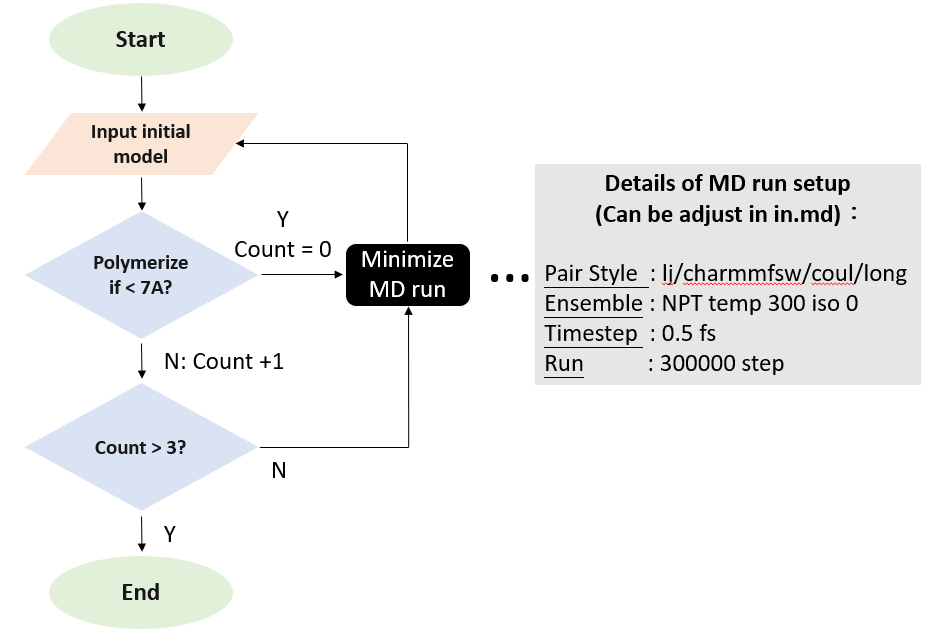 Start
Input initial
model
Polymerize
if < 7A?
Y
Count = 0
Minimize
MD run
N: Count +1
Count > 3?
N
Y
End
...
Details of MD run setup
(Can be adjust in in.md)：
Pair Style : lj/charmmfsw/coul/long
Ensemble : NPT temp 300 iso 0
Timestep : 0.5 fs
Run : 300000 step